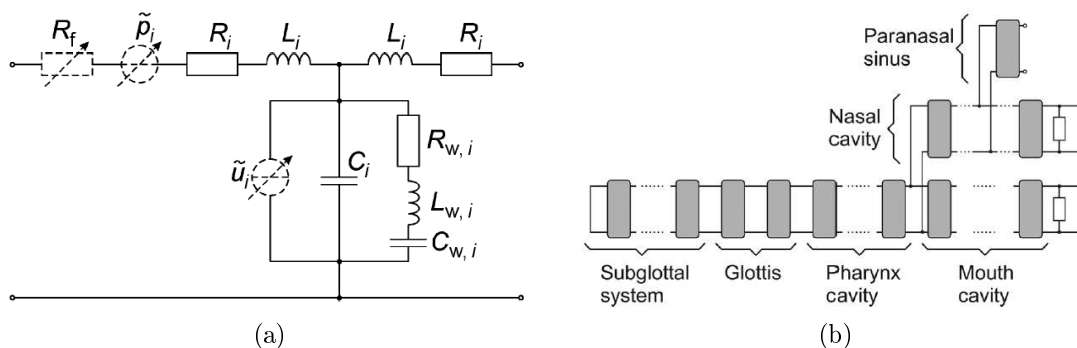 R_f p̃_i R_i L_i L_i R_i
ũ_i
C_i
R_w, i
L_w, i
C_w, i
(a)
Paranasal
sinus
Nasal
cavity
Subglottal
system
Glottis
Pharynx
cavity
Mouth
cavity
(b)